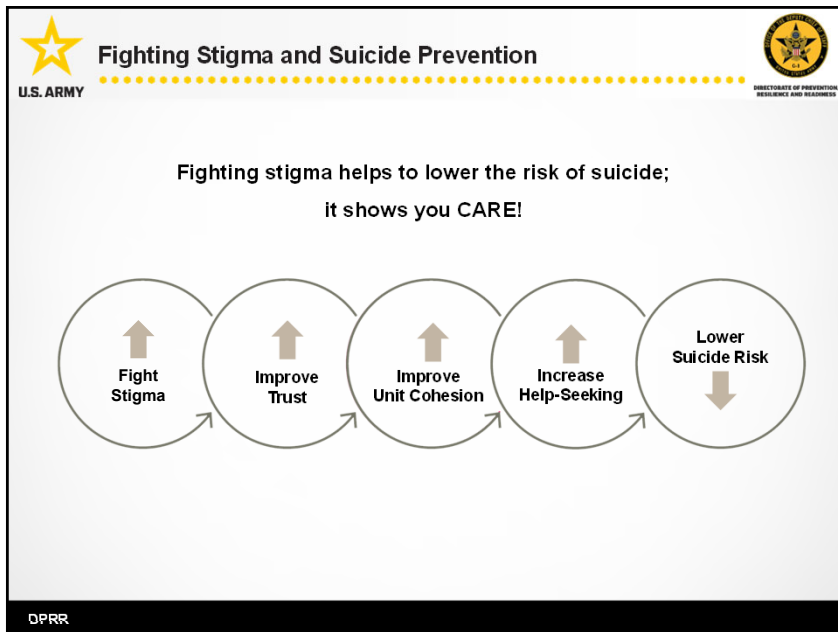 Fighting Stigma and Suicide Prevention
U.S. ARMY
DIRECTORATE OF PREVENTION,
RESILIENCE AND READINESS
Fighting stigma helps to lower the risk of suicide;
it shows you CARE!
Fight
Stigma
Improve
Trust
Improve
Unit Cohesion
Increase
Help-Seeking
Lower
Suicide Risk
DPRR